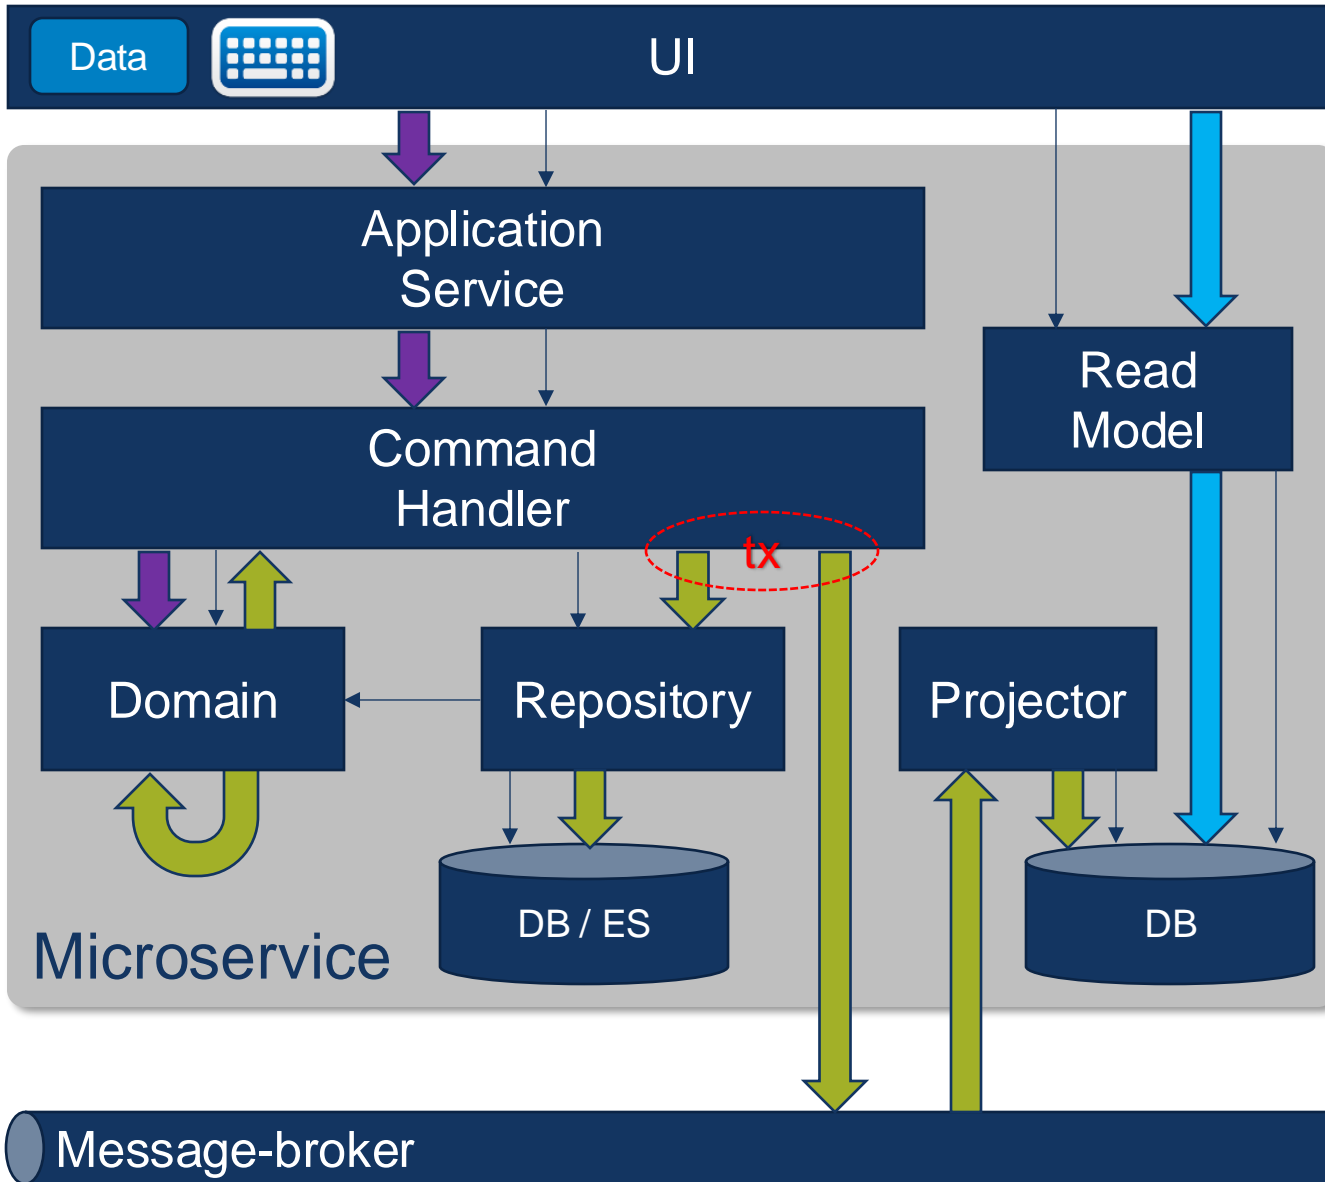 Data
UI
Application
Service
Read
Model
Command
Handler
tx
Domain
Repository
Projector
DB / ES
DB
Microservice
Message-broker